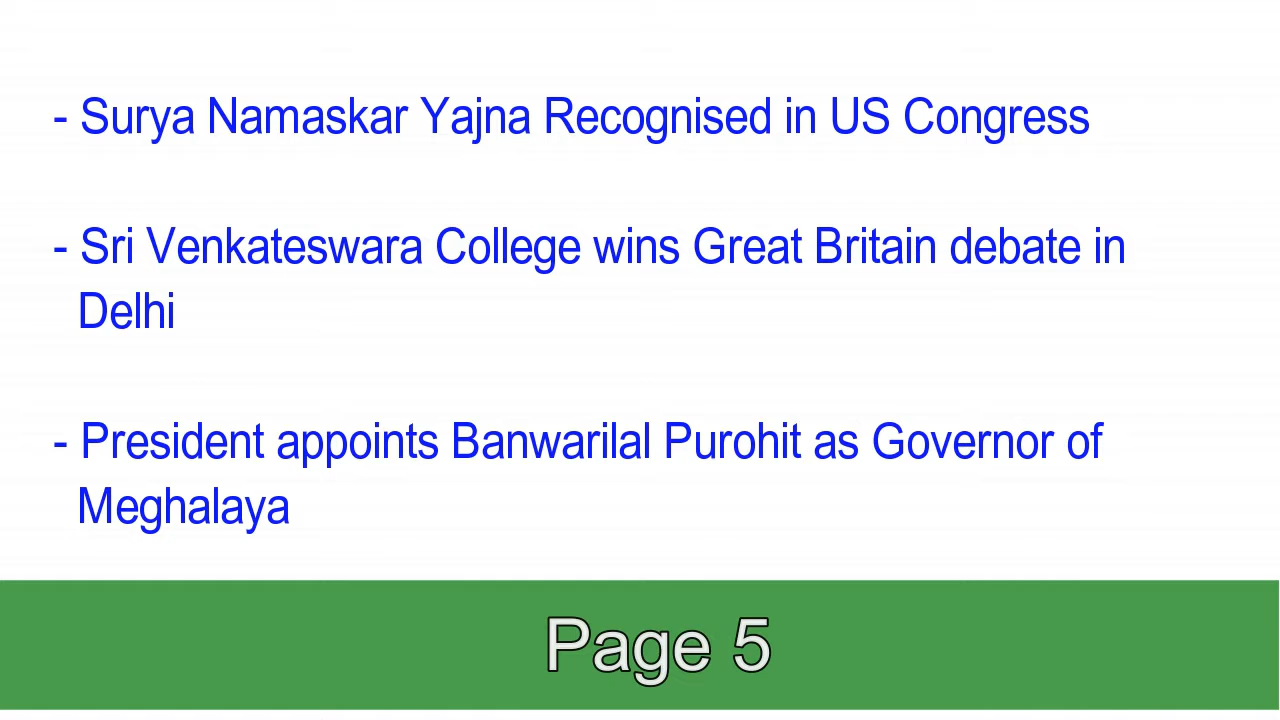 - Surya Namaskar Yajna Recognised in US Congress
- Sri Venkateswara College wins Great Britain debate in
Delhi
- President appoints Banwarilal Purohit as Governor of
Meghalaya
Page 5